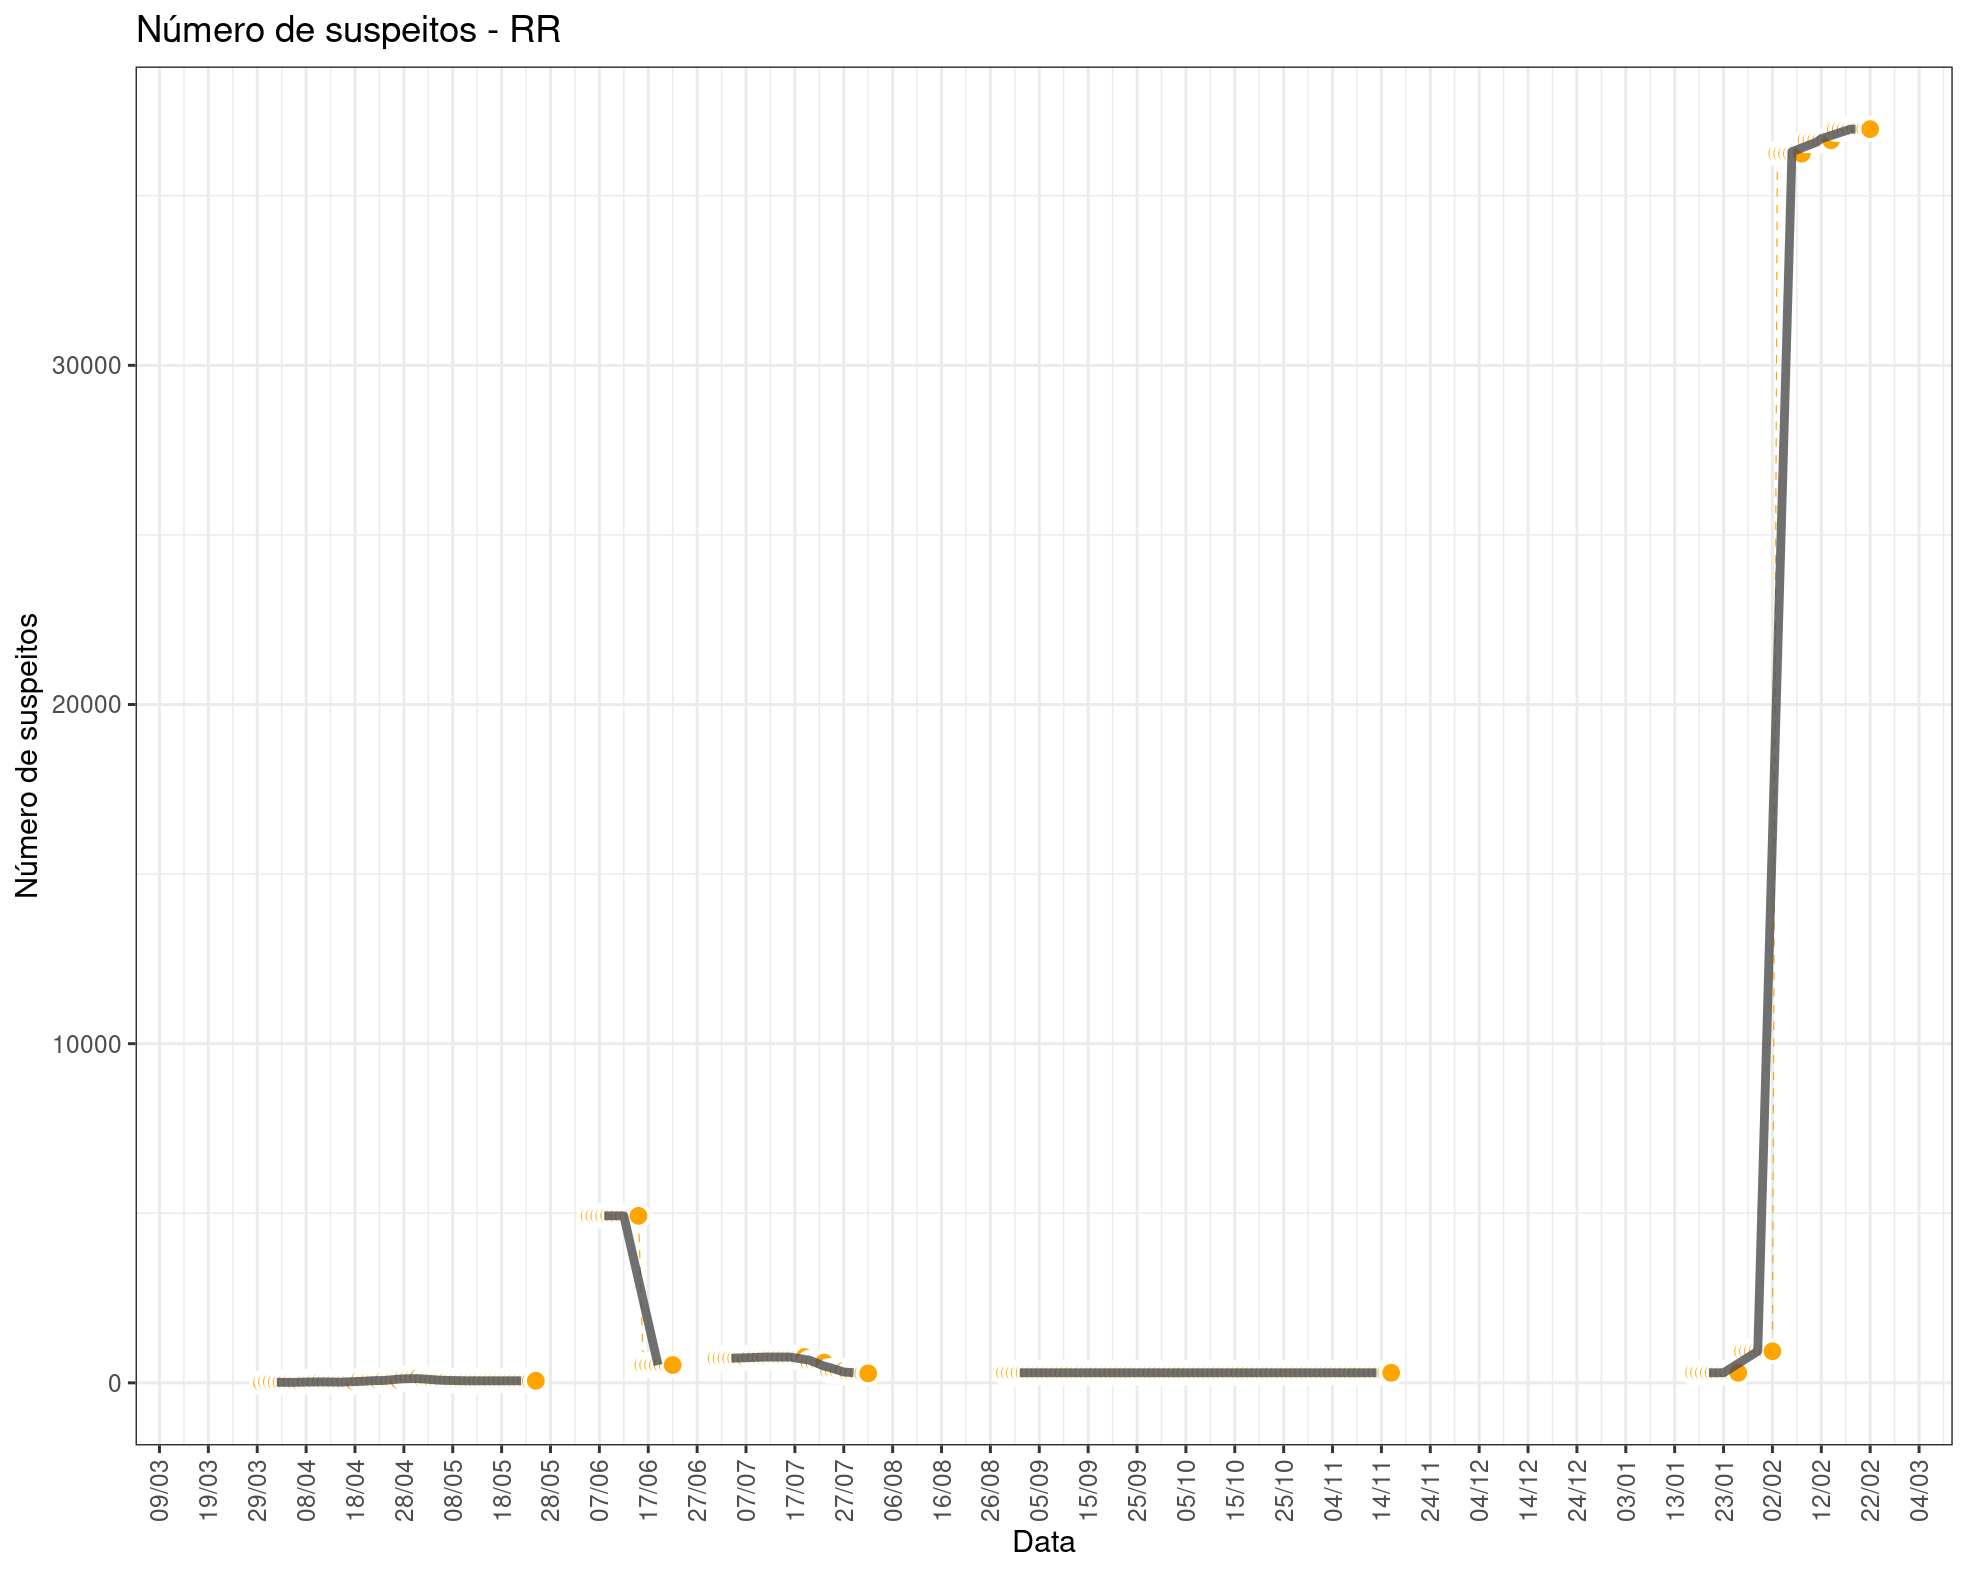 Número de suspeitos - RR
Número de suspeitos
30000
20000
10000
0
09/03 19/03 29/03 08/04 18/04 28/04 08/05 18/05 28/05 07/06 17/06 27/06 07/07 17/07 27/07 06/08 16/08 26/08 05/09 15/09 25/09 05/10 15/10 25/10 04/11 14/11 24/11 04/12 14/12 24/12 03/01 13/01 23/01 02/02 12/02 22/02 04/03
Data